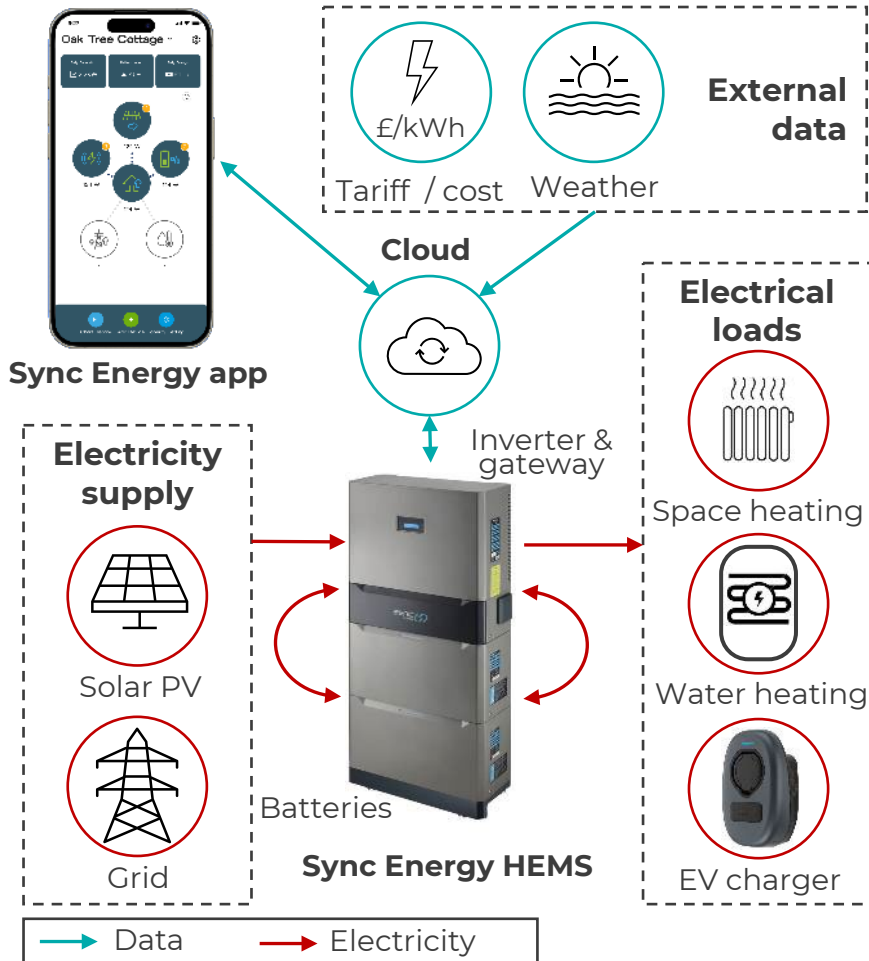 Oak Tree Cottage
£/kWh
Tariff / cost
Weather
External
data
Cloud
Sync Energy app
Inverter &
gateway
Electricity
supply
Solar PV
Grid
Batteries
Sync Energy HEMS
Electrical
loads
Space heating
Water heating
EV charger
Data
Electricity